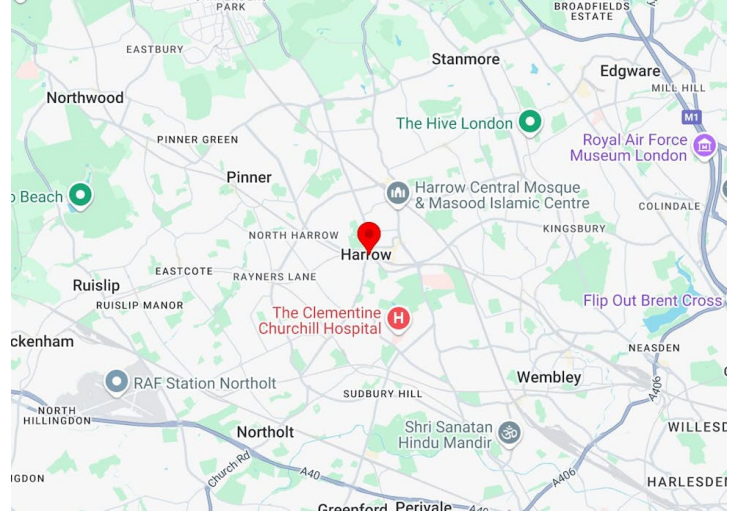 PARK
BROADFIELDS
ESTATE
EASTBURY
Stanmore
Edgware
MILL HILL
Northwood
M1
The Hive London
PINNER GREEN
Royal Air Force
Museum London
Pinner
Harrow Central Mosque
& Masood Islamic Centre
o Beach
COLINDALE
NORTH HARROW
KINGSBURY
Harrow
EASTCOTE
RAYNERS LANE
Ruislip
RUISLIP MANOR
Flip Out Brent Cross
The Clementine
Churchill Hospital
H
ckenham
NEASDEN
RAF Station Northolt
Wembley
A406
SUDBURY HILL
NORTH
HILLINGDON
Northolt
Shri Sanatan
Hindu Mandir
WILLESD
Church Rd
A40
A406
IGDON
HARLESDEN
Greenford
Perivale